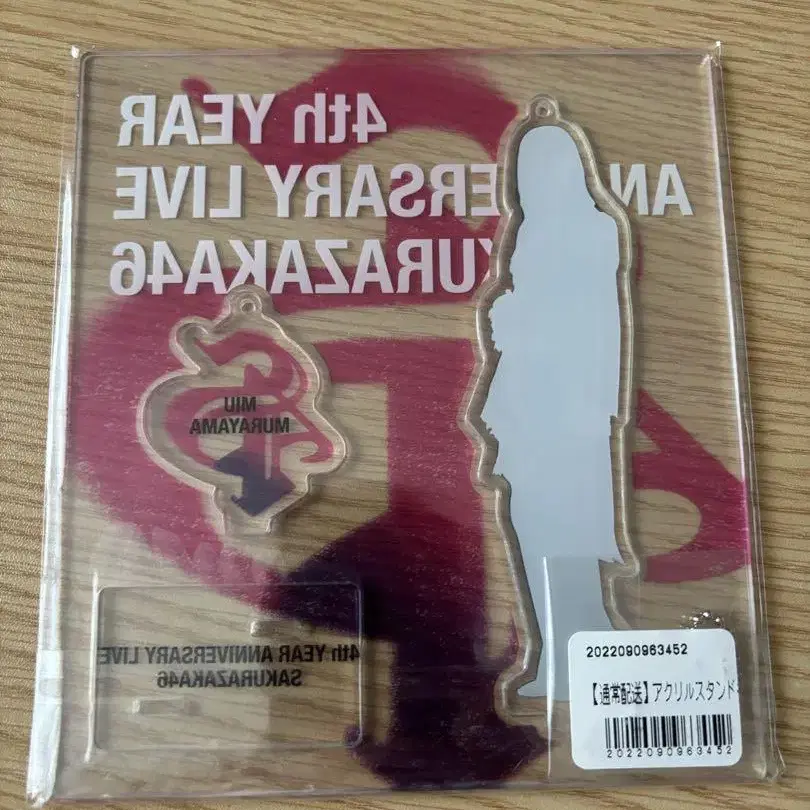 4th YEAR
AN ERSARY LIVE
KURAZAKA46
MIU
MURAYAMA
4th YEAR ANNIVERSARY LIVE
SAKURAZAKA46
2022090963452
【通常配送】アクリルスタンド
2022090963452